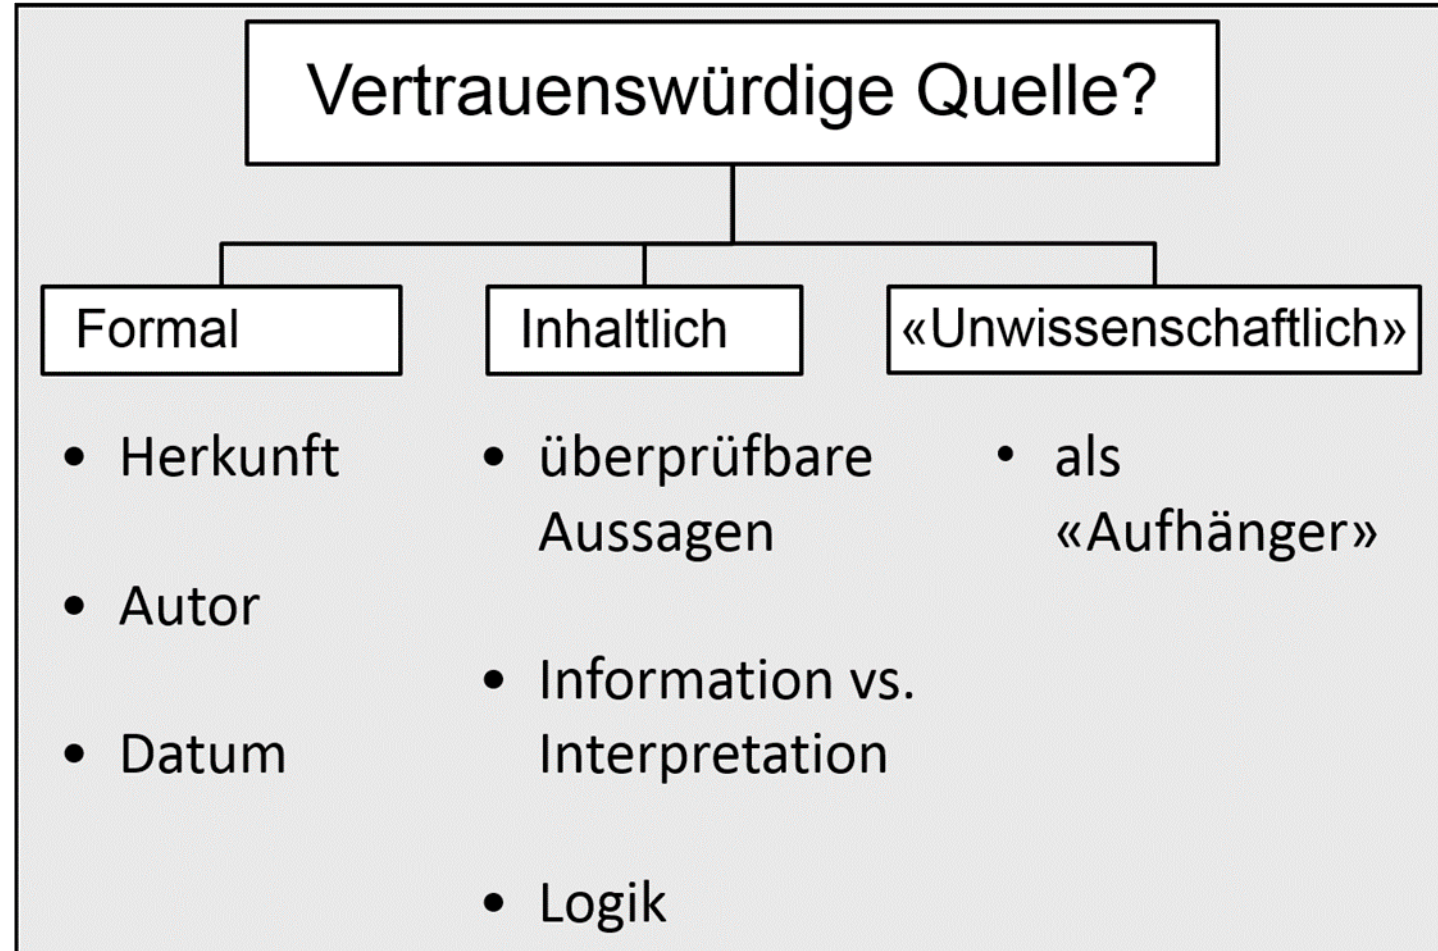 Vertrauenswürdige Quelle?
Formal
• Herkunft
• Autor
• Datum
Inhaltlich
• überprüfbare
Aussagen
• Information vs.
Interpretation
• Logik
«Unwissenschaftlich»
• als
«Aufhänger»